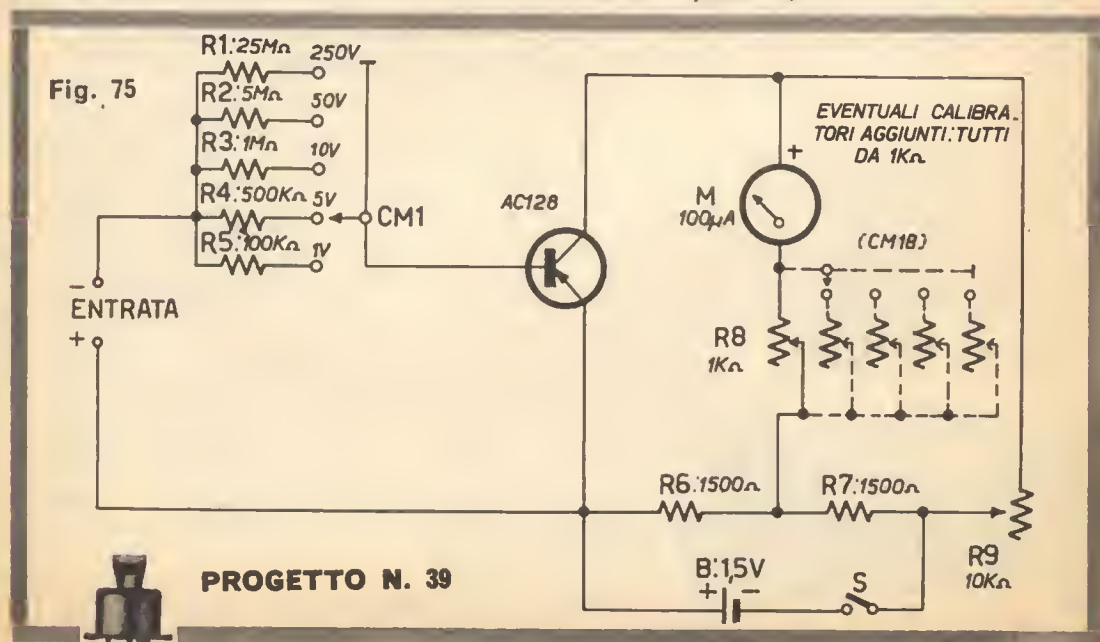 Fig. 75
R1:25MΩ 250V
R2:5MΩ 50V
R3:1MΩ 10V
R4:500KΩ 5V
R5:100KΩ 1V
CM1
- ENTRATA
+
AC128
EVENTUALI CALIBRA-
TORI AGGIUNTI:TUTTI
DA 1KΩ
+
M
100µA
(CM1B)
R8
1KΩ
R6:1500Ω
R7:1500Ω
R9
10KΩ
B:1,5V
+ -
S
PROGETTO N. 39